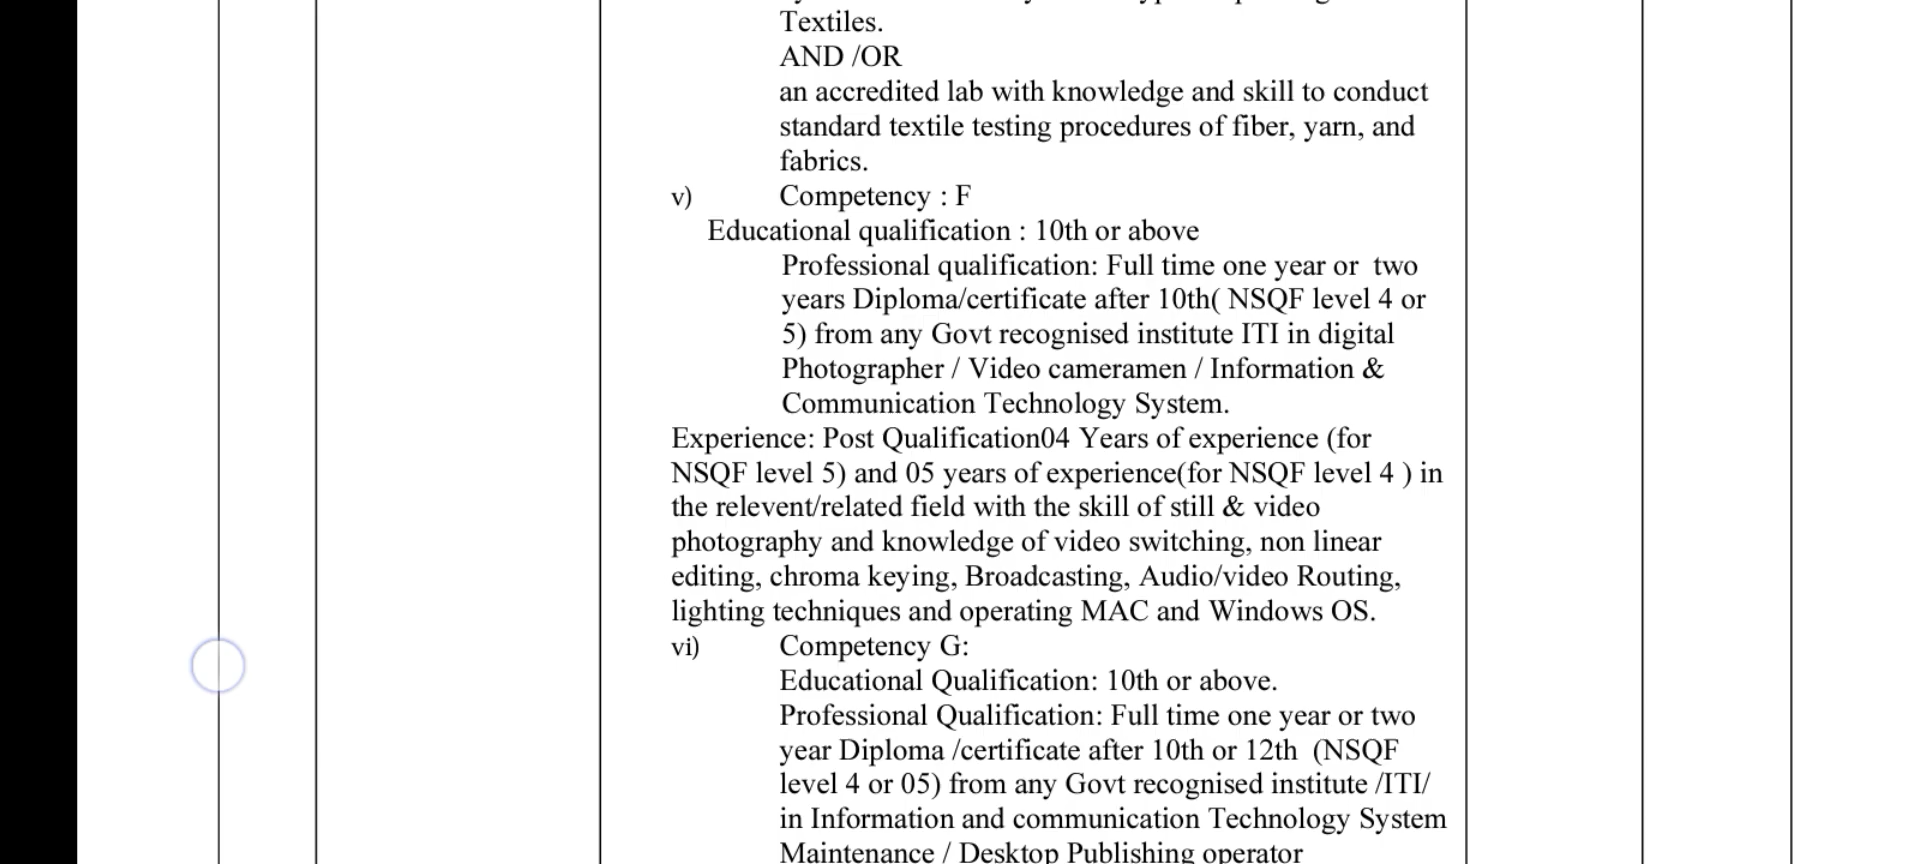 Textiles.
AND /OR
an accredited lab with knowledge and skill to conduct
standard textile testing procedures of fiber, yarn, and
fabrics.
v) Competency : F
Educational qualification : 10th or above
Professional qualification: Full time one year or  two
years Diploma/certificate after 10th( NSQF level 4 or
5) from any Govt recognised institute ITI in digital
Photographer / Video cameramen / Information &
Communication Technology System.
Experience: Post Qualification04 Years of experience (for
NSQF level 5) and 05 years of experience(for NSQF level 4 ) in
the relevent/related field with the skill of still & video
photography and knowledge of video switching, non linear
editing, chroma keying, Broadcasting, Audio/video Routing,
lighting techniques and operating MAC and Windows OS.
vi) Competency G:
Educational Qualification: 10th or above.
Professional Qualification: Full time one year or two
year Diploma /certificate after 10th or 12th  (NSQF
level 4 or 05) from any Govt recognised institute /ITI/
in Information and communication Technology System
Maintenance / Desktop Publishing operator